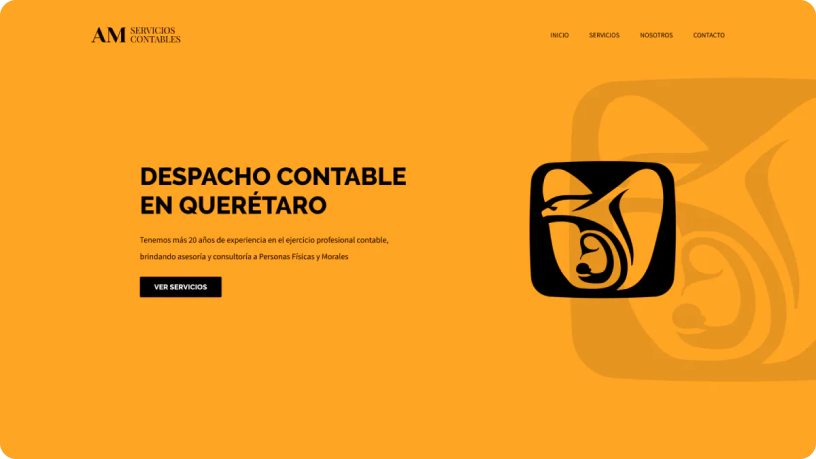 AM SERVICIOS
CONTABLES
INICIO SERVICIOS NOSOTROS CONTACTO
DESPACHO CONTABLE
EN QUERÉTARO
Tenemos más 20 años de experiencia en el ejercicio profesional contable,
brindando asesoría y consultoría a Personas Físicas y Morales
VER SERVICIOS